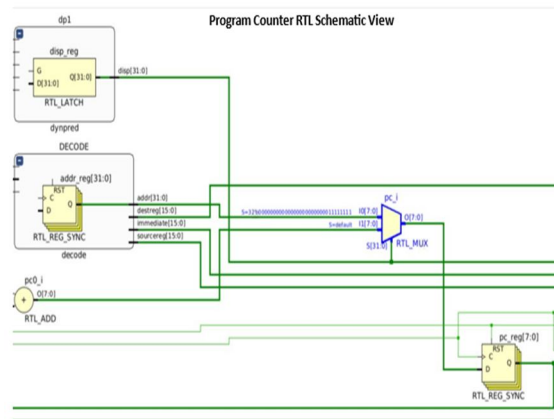 Program Counter RTL Schematic View
dp1
disp_reg
G
D[31:0]
Q[31:0]
RTL_LATCH
disp[31:0]
dynpred
DECODE
addr_reg[31:0]
RST
C
D
Q
RTL_REG_SYNC
addr[31:0]
destreg[15:0]
immediate[15:0]
sourcereg[15:0]
decode
pc_i
I0[7:0]
S=default
I1[7:0]
O[7:0]
S[31:0]
RTL_MUX
pc0_i
+
O[7:0]
RTL_ADD
pc_reg[7:0]
RST
C
D
Q
RTL_REG_SYNC